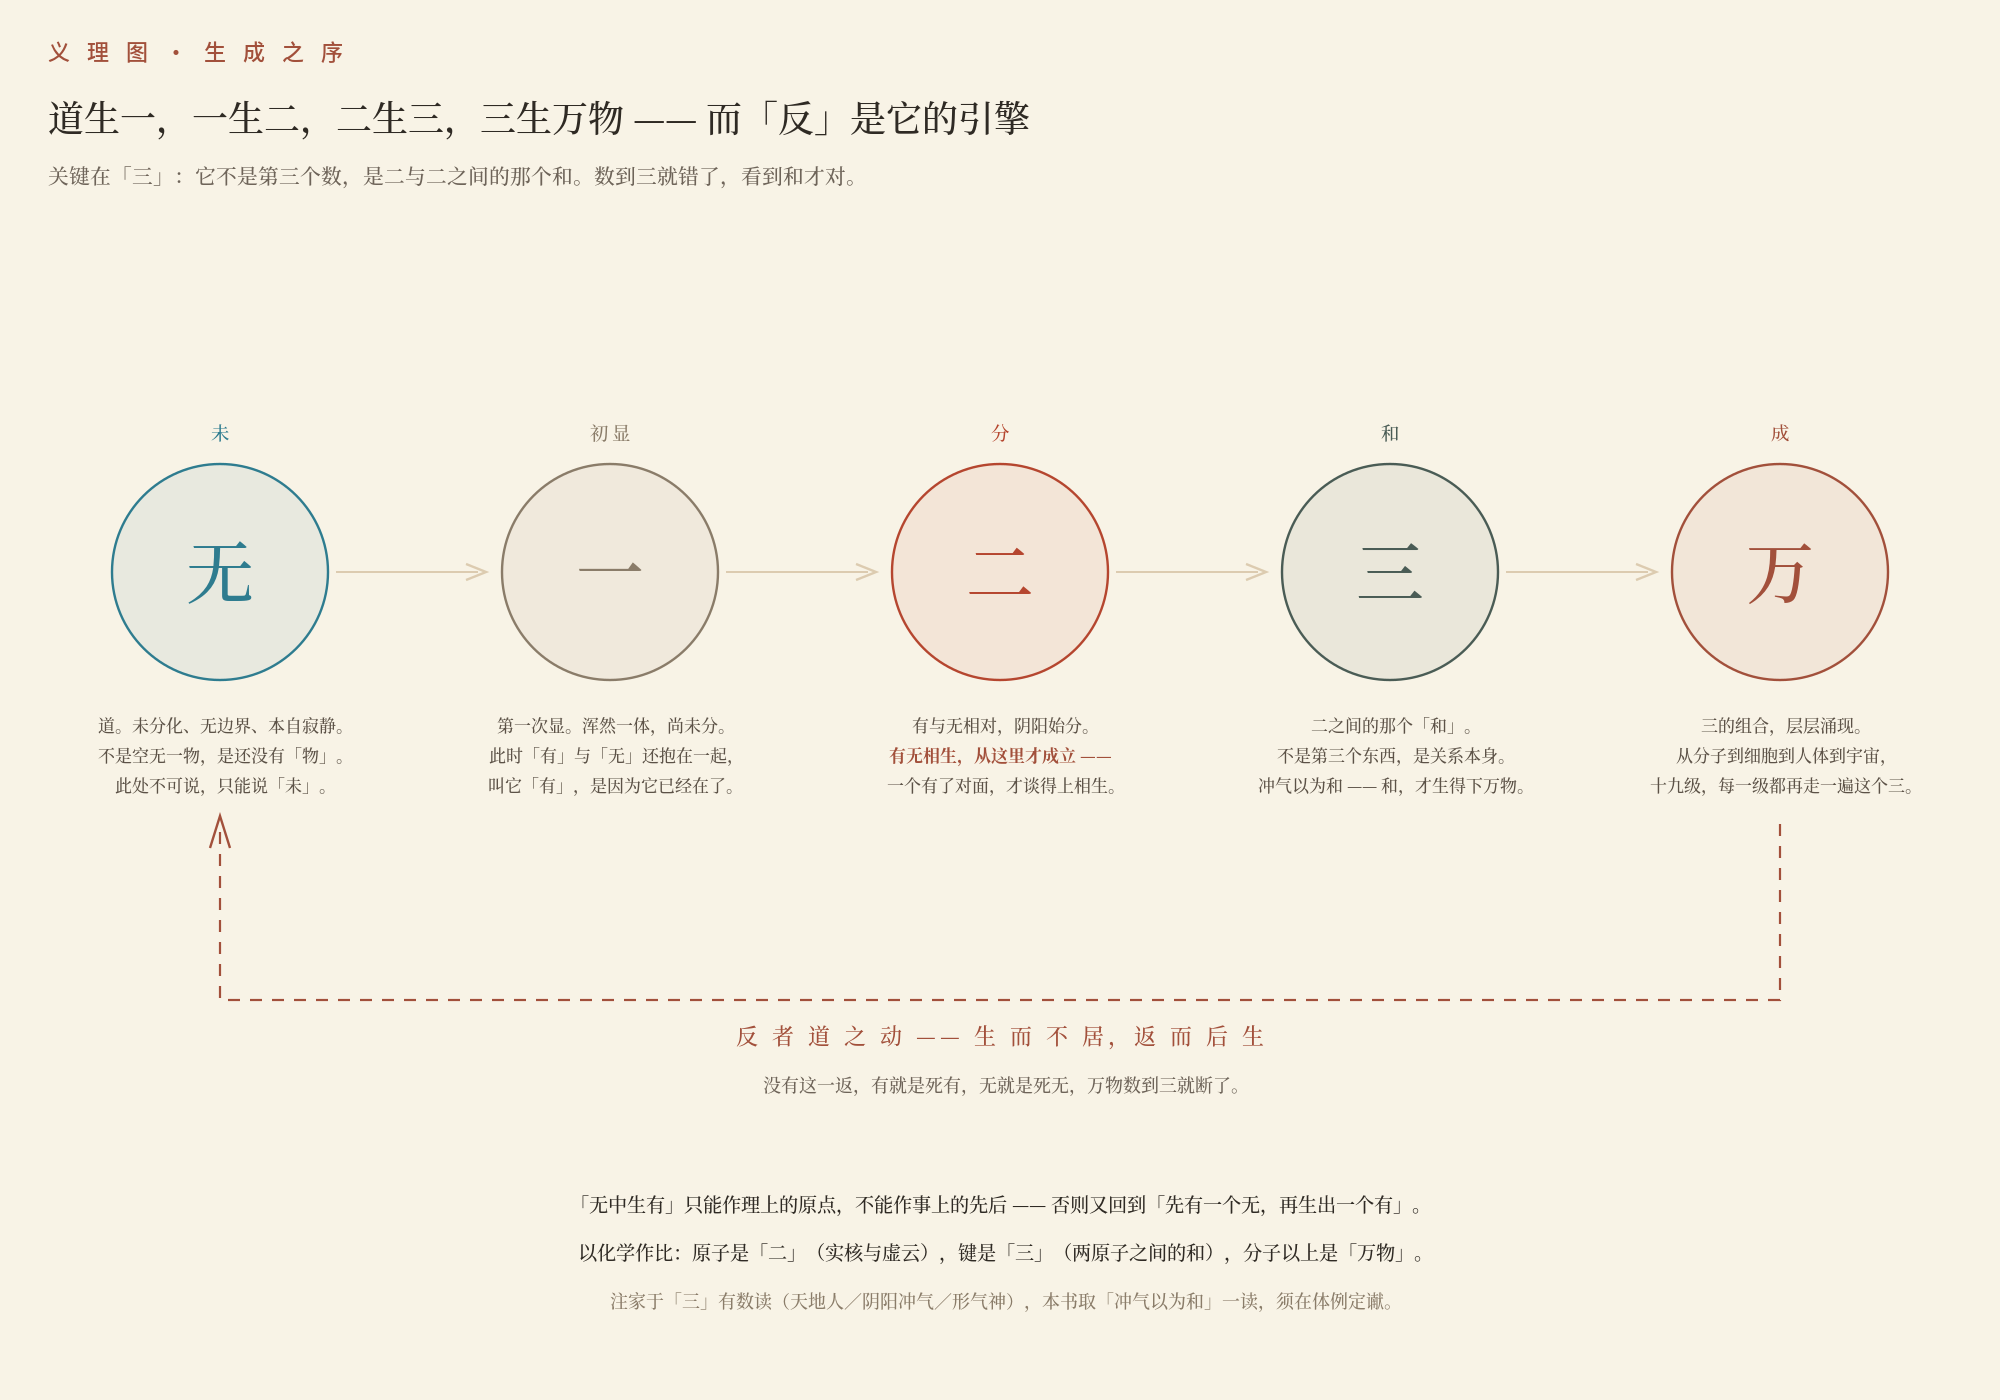 义理图·生成之序
道生一，一生二，二生三，三生万物 —— 而「反」是它的引擎
关键在「三」：它不是第三个数，是二与二之间的那个和。数到三就错了，看到和才对。
未
无
道。未分化、无边界、本自寂静。
不是空无一物，是还没有「物」。
此处不可说，只能说「未」。
初显
一
第一次显。浑然一体，尚未分。
此时「有」与「无」还抱在一起，
叫它「有」，是因为它已经在了。
分
二
有与无相对，阴阳始分。
有无相生，从这里才成立 ——
一个有了对面，才谈得上相生。
和
三
二之间的那个「和」。
不是第三个东西，是关系本身。
冲气以为和 —— 和，才生得下万物。
成
万
三的组合，层层涌现。
从分子到细胞到人体到宇宙，
十九级，每一级都再走一遍这个三。
反者道之动 —— 生而不居，返而后生
没有这一返，有就是死有，无就是死无，万物数到三就断了。
「无中生有」只能作理上的原点，不能作事上的先后 —— 否则又回到「先有一个无，再生出一个有」。
以化学作比：原子是「二」（实核与虚云），键是「三」（两原子之间的和），分子以上是「万物」。
注家于「三」有数读（天地人／阴阳冲气／形气神），本书取「冲气以为和」一读，须在体例定谳。